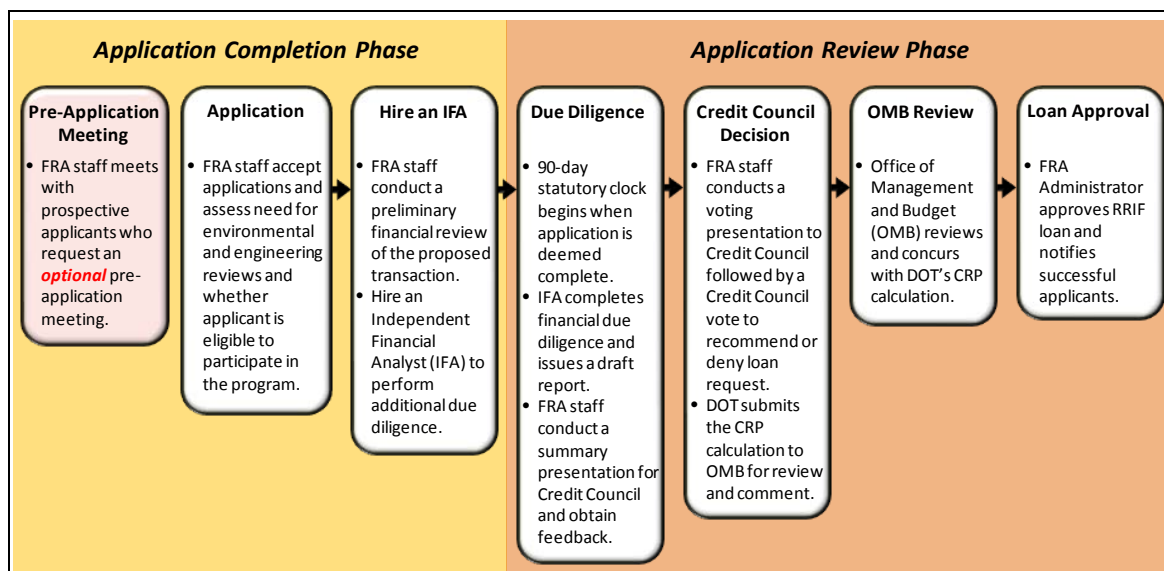 Application Completion Phase
Application Review Phase
Pre-Application
Meeting
• FRA staff meets
with
prospective
applicants who
request an
optional pre-
application
meeting.
Application
• FRA staff accept
applications and
assess need for
environmental
and engineering
reviews and
whether
applicant is
eligible to
participate in
the program.
Hire an IFA
• FRA staff
conduct a
preliminary
financial review
of the proposed
transaction.
• Hire an
Independent
Financial
Analyst (IFA) to
perform
additional due
diligence.
Due Diligence
• 90-day
statutory clock
begins when
application is
deemed
complete.
• IFA completes
financial due
diligence and
issues a draft
report.
• FRA staff
conduct a
summary
presentation for
Credit Council
and obtain
feedback.
Credit Council
Decision
• FRA staff
conducts a
voting
presentation to
Credit Council
followed by a
Credit Council
vote to
recommend or
deny loan
request.
• DOT submits
the CRP
calculation to
OMB for review
and comment.
OMB Review
• Office of
Management
and Budget
(OMB) reviews
and concurs
with DOT's CRP
calculation.
Loan Approval
• FRA
Administrator
approves RRIF
loan and
notifies
successful
applicants.